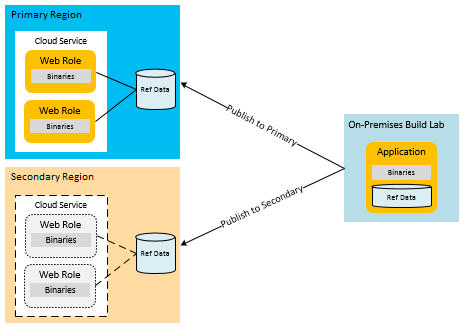 Primary Region
Cloud Service
Web Role
Binaries
Web Role
Binaries
Ref Data
Publish to Primary
On-Premises Build Lab
Application
Binaries
Ref Data
Publish to Secondary
Secondary Region
Cloud Service
Web Role
Binaries
Web Role
Binaries
Ref Data